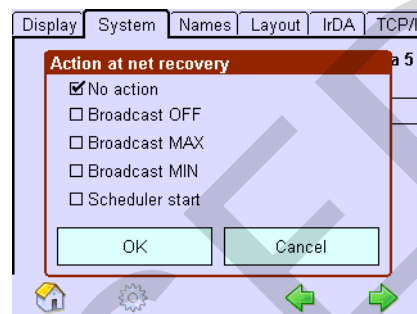 Display System Names Layout IrDA TCP/I
Action at net recovery
a 5
No action
Broadcast OFF
Broadcast MAX
Broadcast MIN
Scheduler start
OK Cancel